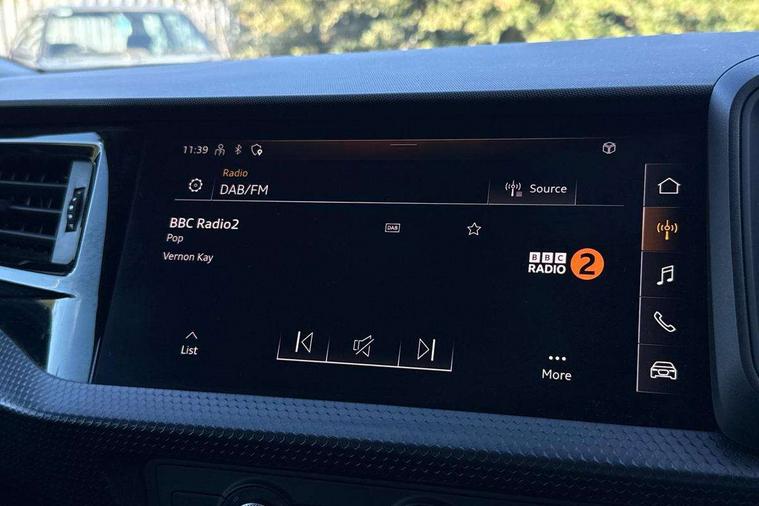 11:39
Radio
DAB/FM
Source
BBC Radio2
DAB
Pop
Vernon Kay
BBC
RADIO 2
List
More